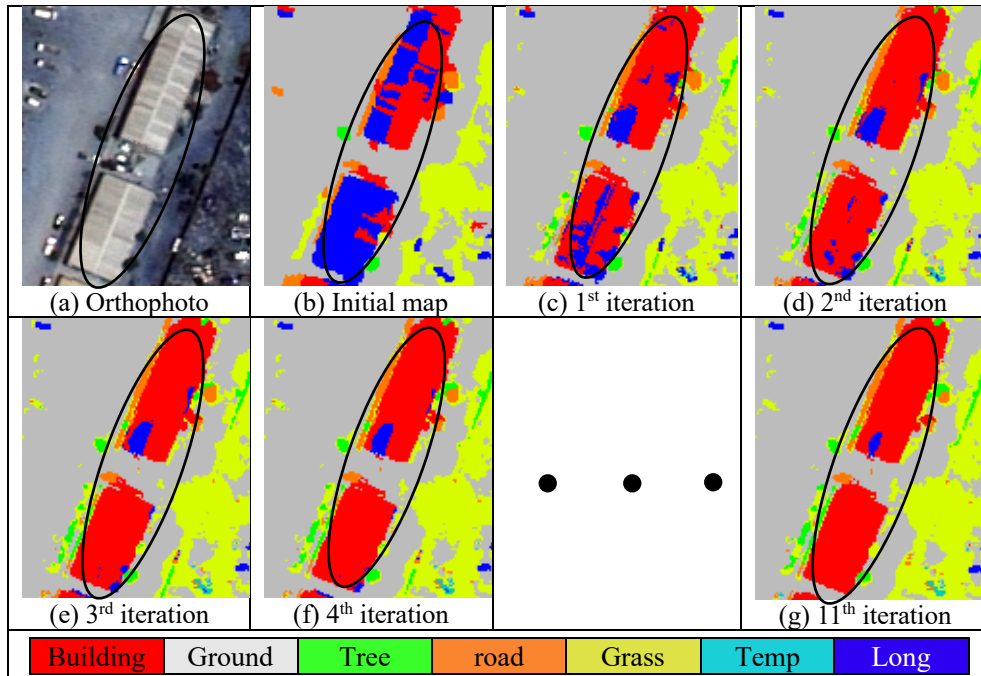 (a) Orthophoto
(b) Initial map
(c) 1st iteration
(d) 2nd iteration
(e) 3rd iteration
(f) 4th iteration
(g) 11th iteration
Building Ground Tree road Grass Temp Long